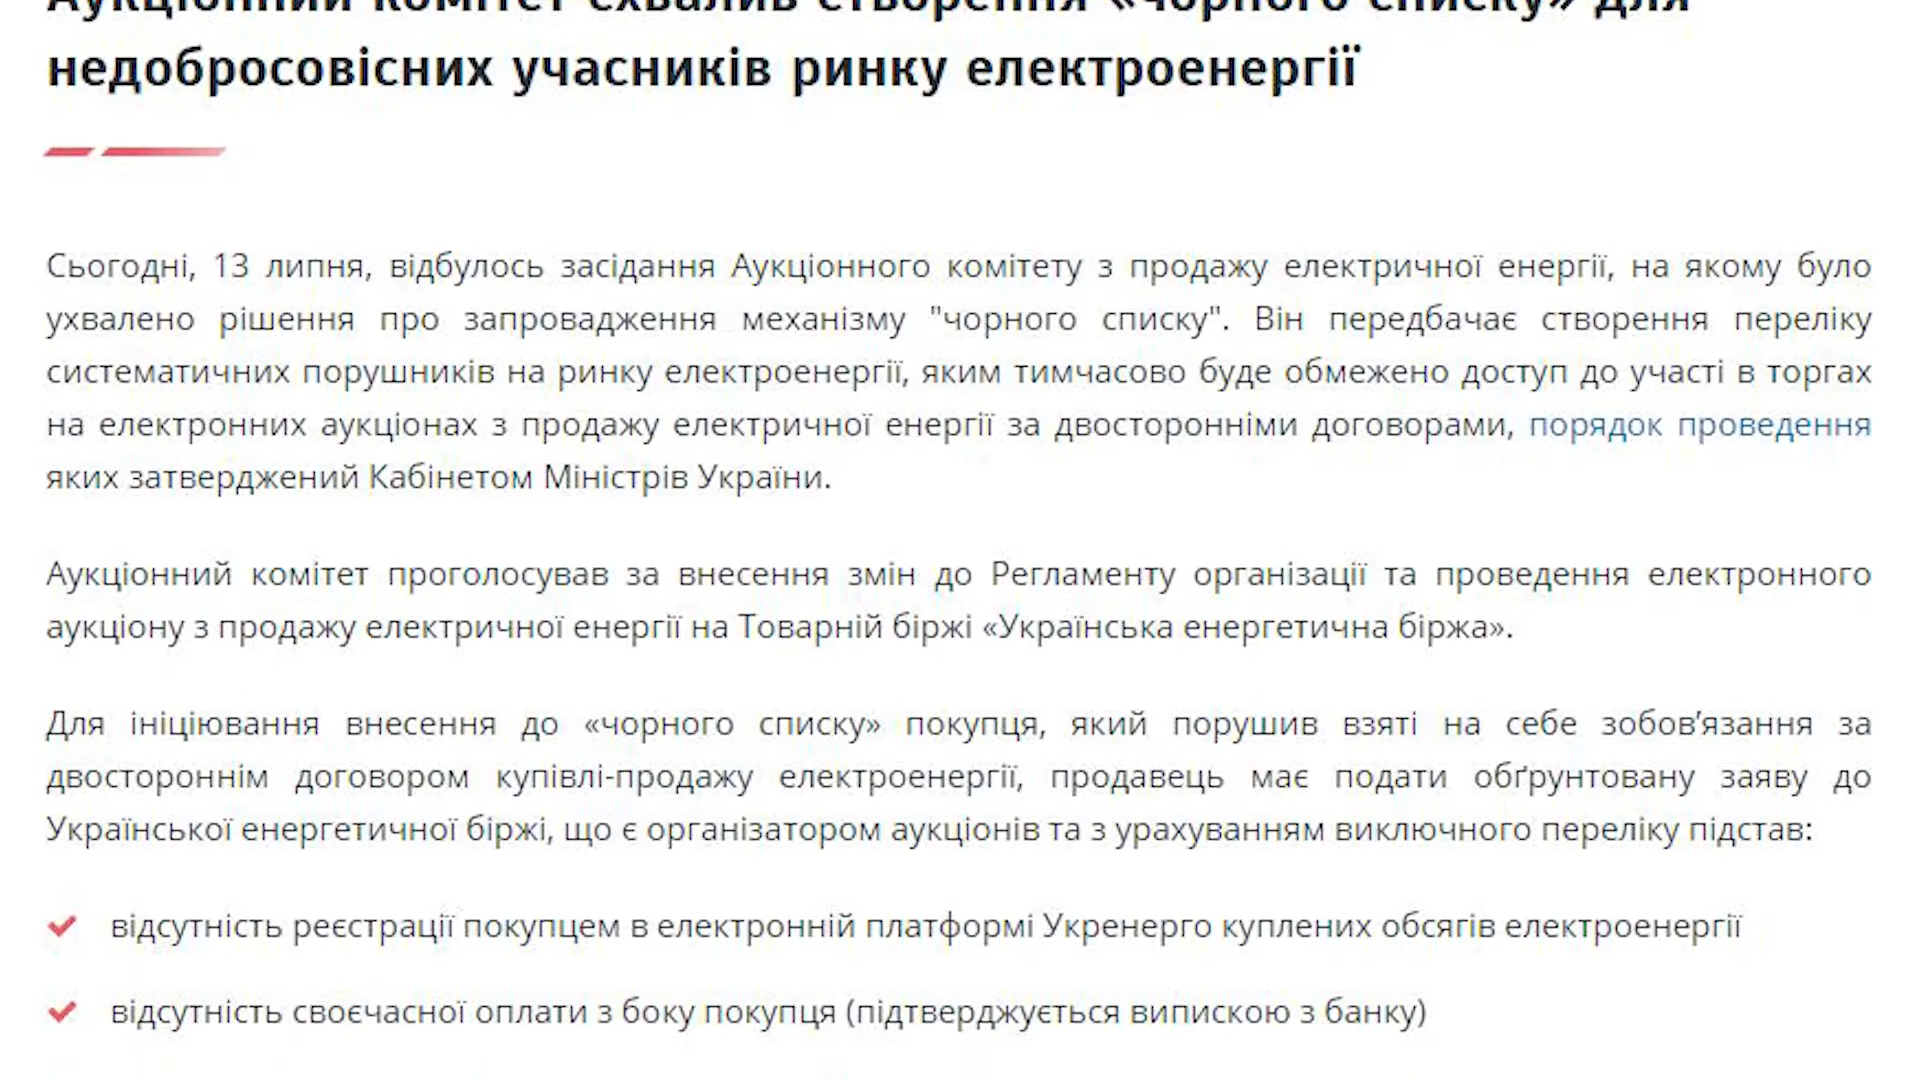 Аукціонний комітет схвалив створення «чорного списку» для
недобросовісних учасників ринку електроенергії
Сьогодні, 13 липня, відбулось засідання Аукціонного комітету з продажу електричної енергії, на якому було
ухвалено рішення про запровадження механізму "чорного списку". Він передбачає створення переліку
систематичних порушників на ринку електроенергії, яким тимчасово буде обмежено доступ до участі в торгах
на електронних аукціонах з продажу електричної енергії за двосторонніми договорами, порядок проведення
яких затверджений Кабінетом Міністрів України.
Аукціонний комітет проголосував за внесення змін до Регламенту організації та проведення електронного
аукціону з продажу електричної енергії на Товарній біржі «Українська енергетична біржа».
Для ініціювання внесення до «чорного списку» покупця, який порушив взяті на себе зобов’язання за
двостороннім договором купівлі-продажу електроенергії, продавець має подати обґрунтовану заяву до
Української енергетичної біржі, що є організатором аукціонів та з урахуванням виключного переліку підстав:
відсутність реєстрації покупцем в електронній платформі Укренерго куплених обсягів електроенергії
відсутність своєчасної оплати з боку покупця (підтверджується випискою з банку)